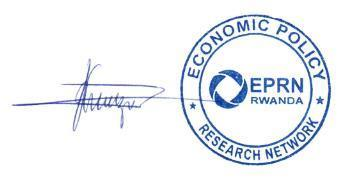 ECONOMIC POLICY
EPRN
RWANDA
RESEARCH NETWORK